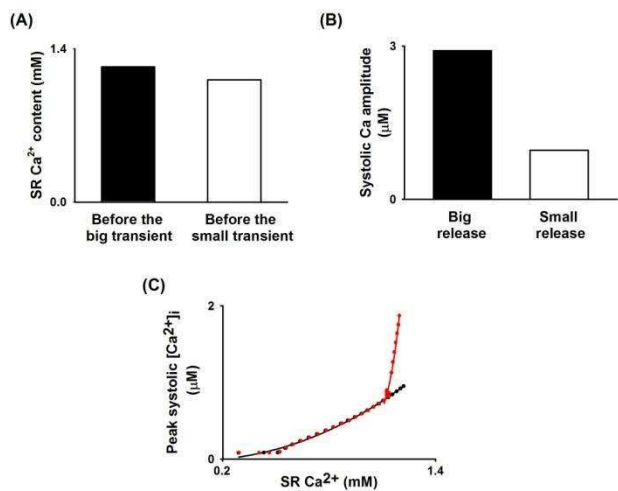 (A)
1.4
SR Ca²⁺ content (mM)
0.0
Before the
big transient
Before the
small transient
(B)
3
Systolic Ca amplitude
(μM)
0
Big
release
Small
release
(C)
2
Peak systolic [Ca²⁺]i
(μM)
0
0.2
1.4
SR Ca²⁺ (mM)